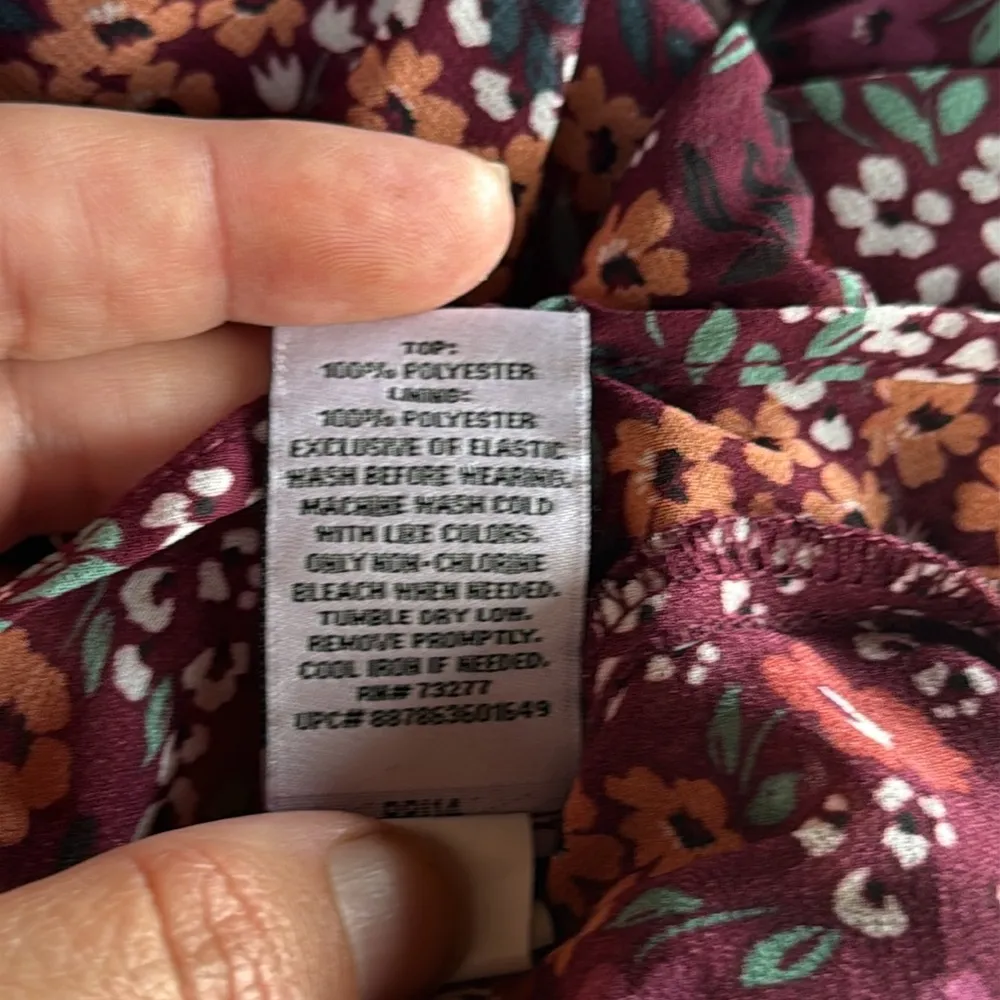 TOP:
100% POLYESTER
LINING:
100% POLYESTER
EXCLUSIVE OF ELASTIC
WASH BEFORE WEARING.
MACHINE WASH COLD
WITH LIKE COLORS.
ONLY NON-CHLORINE
BLEACH WHEN NEEDED.
TUMBLE DRY LOW.
REMOVE PROMPTLY.
COOL IRON IF NEEDED.
RN# 73277
UPC# 887863601649